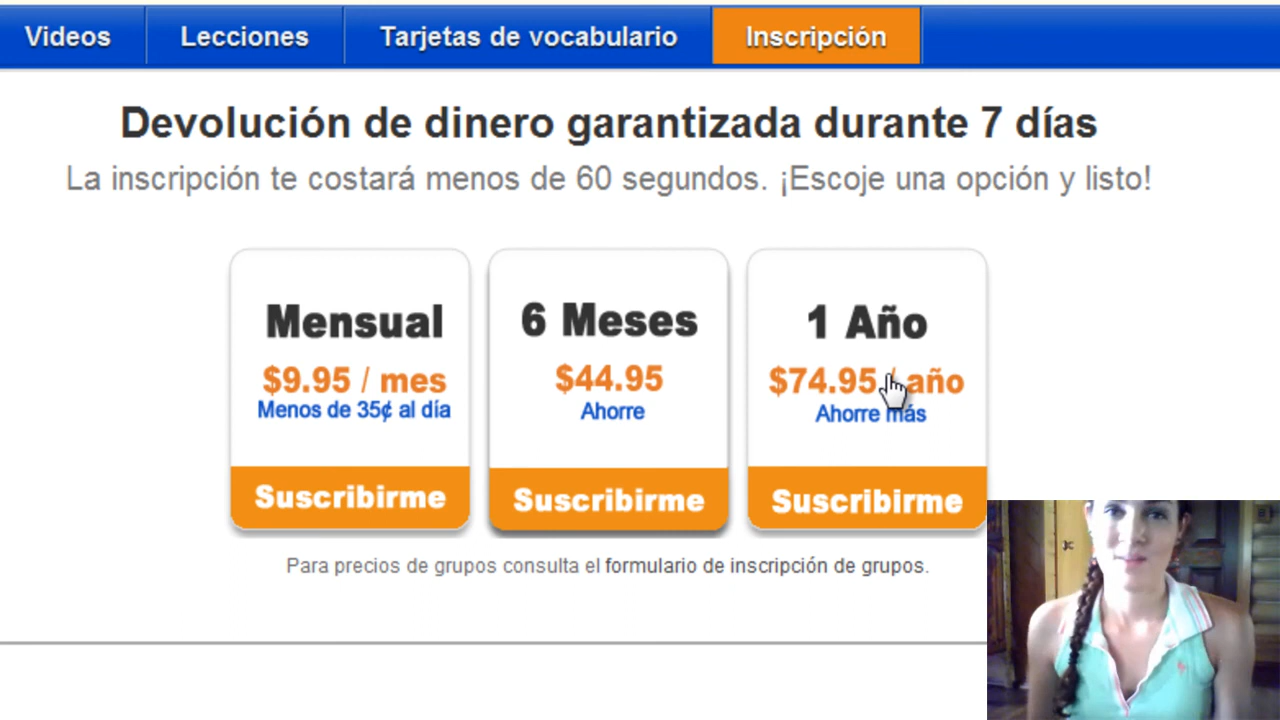 Videos Lecciones Tarjetas de vocabulario Inscripción
Devolución de dinero garantizada durante 7 días
La inscripción te costará menos de 60 segundos. ¡Escoje una opción y listo!
Mensual
$9.95 / mes
Menos de 35¢ al día
Suscribirme
6 Meses
$44.95
Ahorre
Suscribirme
1 Año
$74.95 / año
Ahorre más
Suscribirme
Para precios de grupos consulta el formulario de inscripción de grupos.